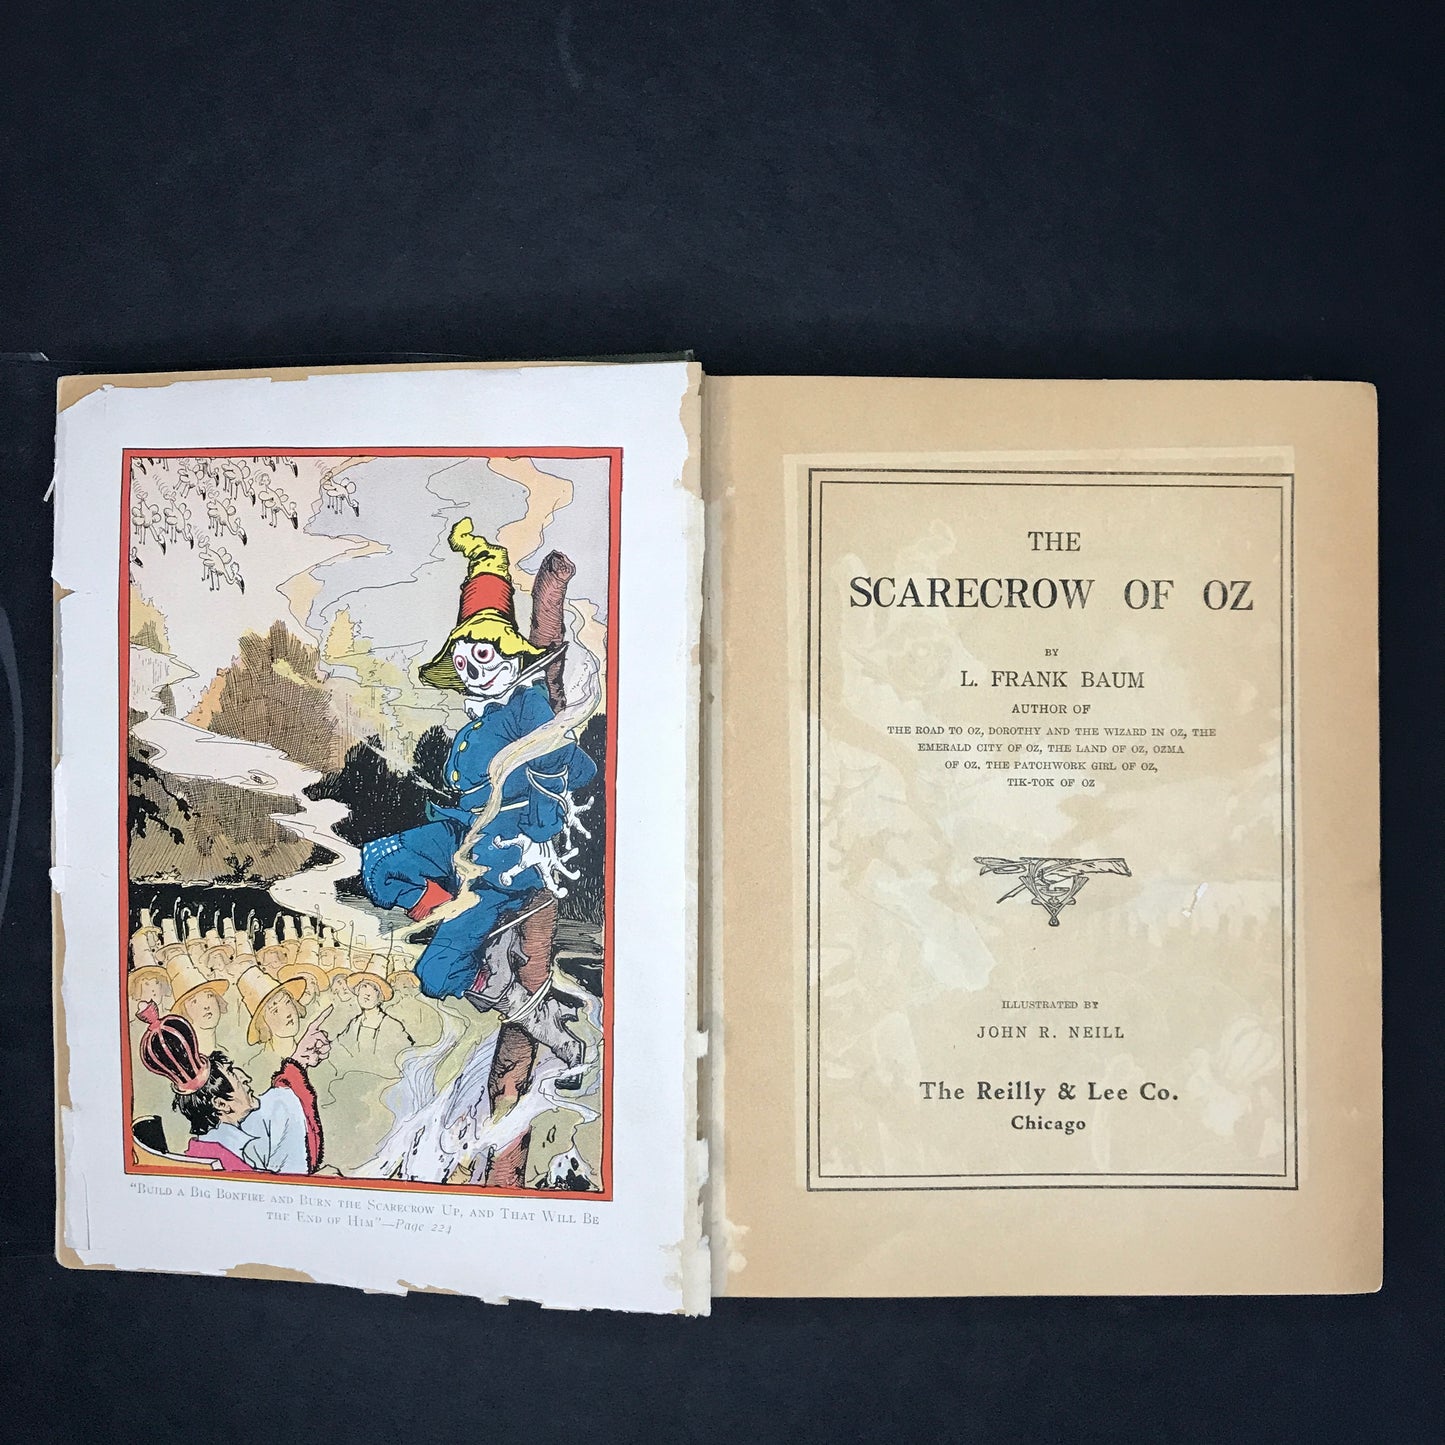 "Build a Big Bonfire and Burn the Scarecrow Up, and That Will Be
the End of Him"—Page 224
THE
SCARECROW OF OZ
BY
L. FRANK BAUM
AUTHOR OF
THE ROAD TO OZ, DOROTHY AND THE WIZARD IN OZ, THE
EMERALD CITY OF OZ, THE LAND OF OZ, OZMA
OF OZ, THE PATCHWORK GIRL OF OZ,
TIK-TOK OF OZ
ILLUSTRATED BY
JOHN R. NEILL
The Reilly & Lee Co.
Chicago